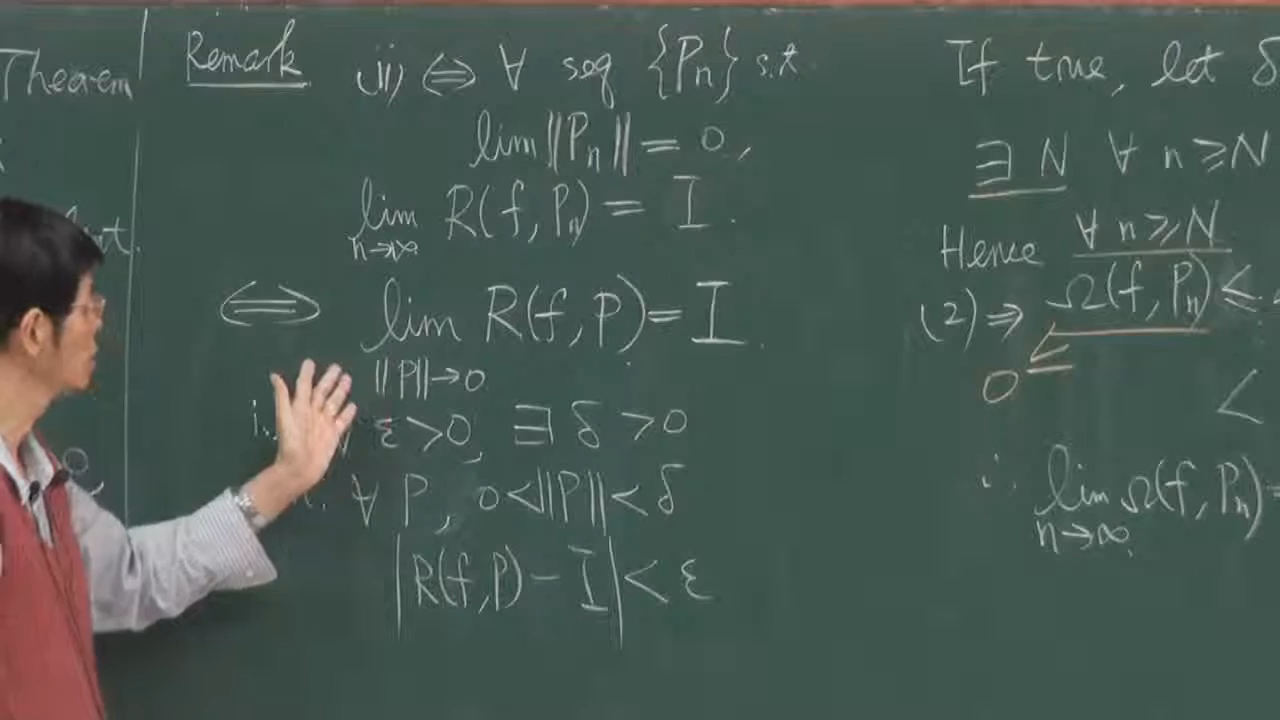 Theorem
Remark
(ii) ⟺ ∀ seq {Pn} s.t.
lim ||Pn|| = 0,
lim R(f, Pn) = I.
n→∞
⟺ lim R(f, P) = I.
||P||→0
ε > 0, ∃ δ > 0
∀ P, 0 < ||P|| < δ
|R(f, P) − I| < ε
If true, let δ
∃ N ∀ n ≥ N
Hence ∀ n ≥ N
(2) ⇒ Ω(f, Pn) ≤
0
<
∴ lim Ω(f, Pn) =
n→∞